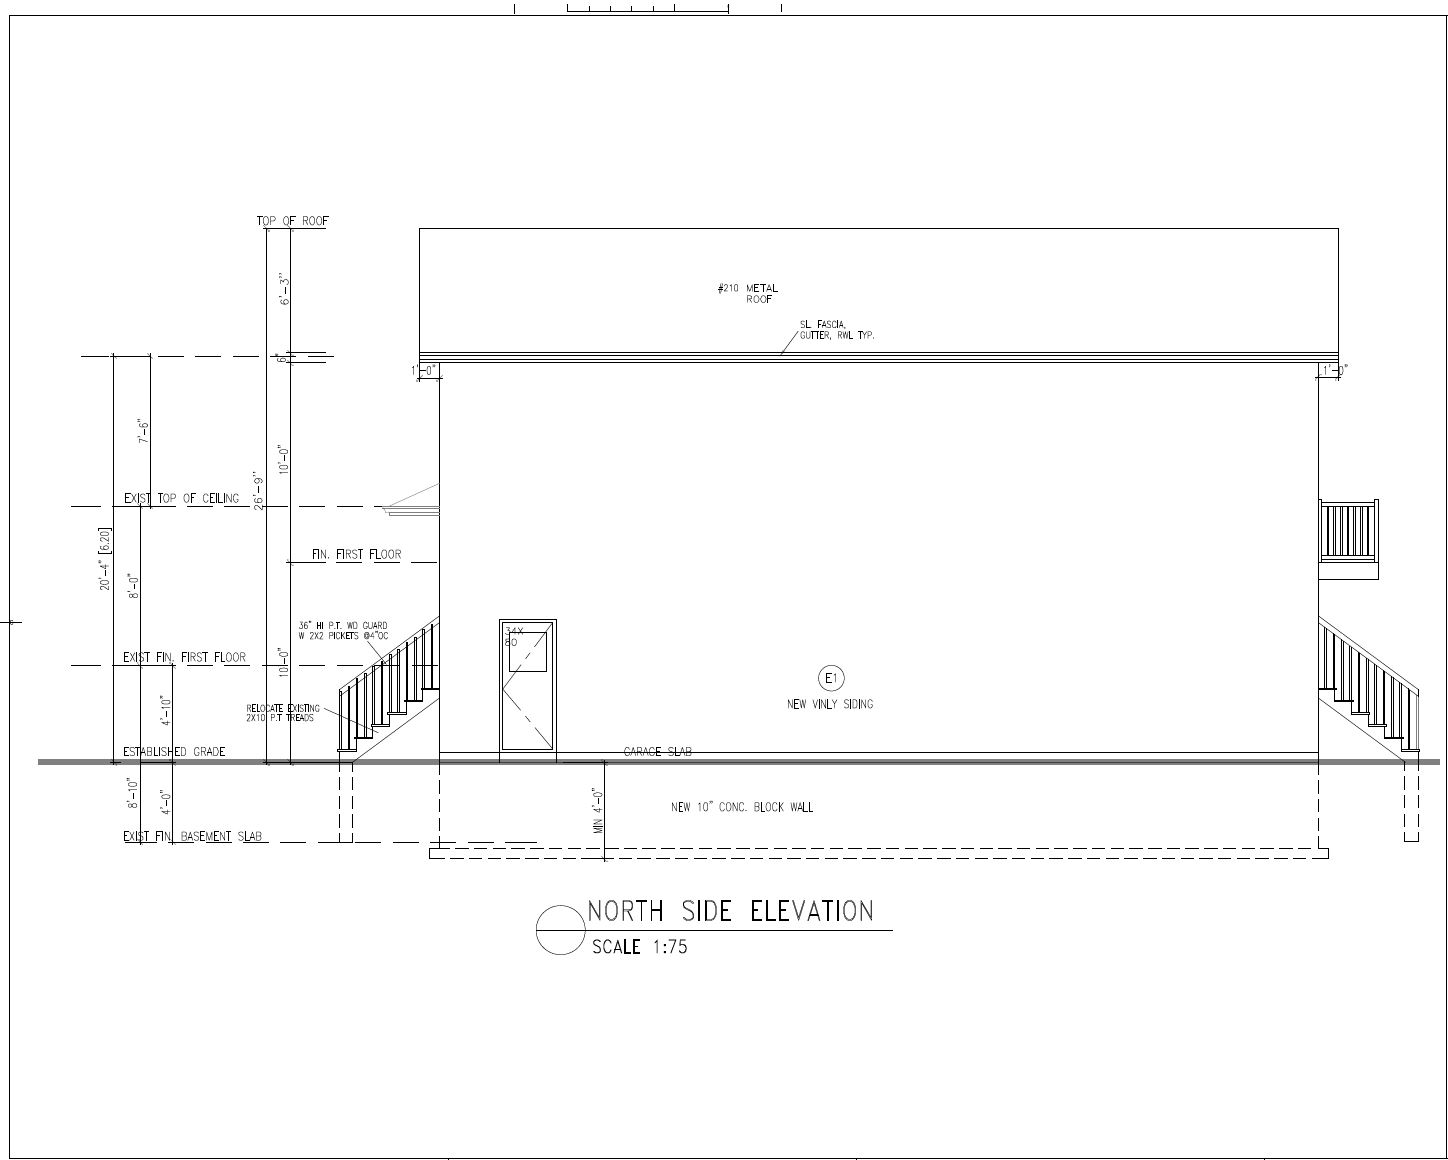 TOP OF ROOF
6'-3"
#210 METAL
ROOF
SL. FASCIA,
GUTTER, RWL TYP.
6"
1'-0"
1'-0"
7'-6"
10'-0"
26'-9"
EXIST TOP OF CEILING
20'-4" [6.20]
FIN. FIRST FLOOR
8'-0"
36" HI P.T. WD GUARD
W 2X2 PICKETS @4"OC
34X
80
EXIST FIN. FIRST FLOOR
10'-0"
E1
NEW VINLY SIDING
4'-10"
RELOCATE EXISTING
2X10 P.T TREADS
ESTABLISHED GRADE
GARAGE SLAB
8'-10"
4'-0"
MIN 4'-0"
NEW 10" CONC. BLOCK WALL
EXIST FIN. BASEMENT SLAB
NORTH SIDE ELEVATION
SCALE 1:75